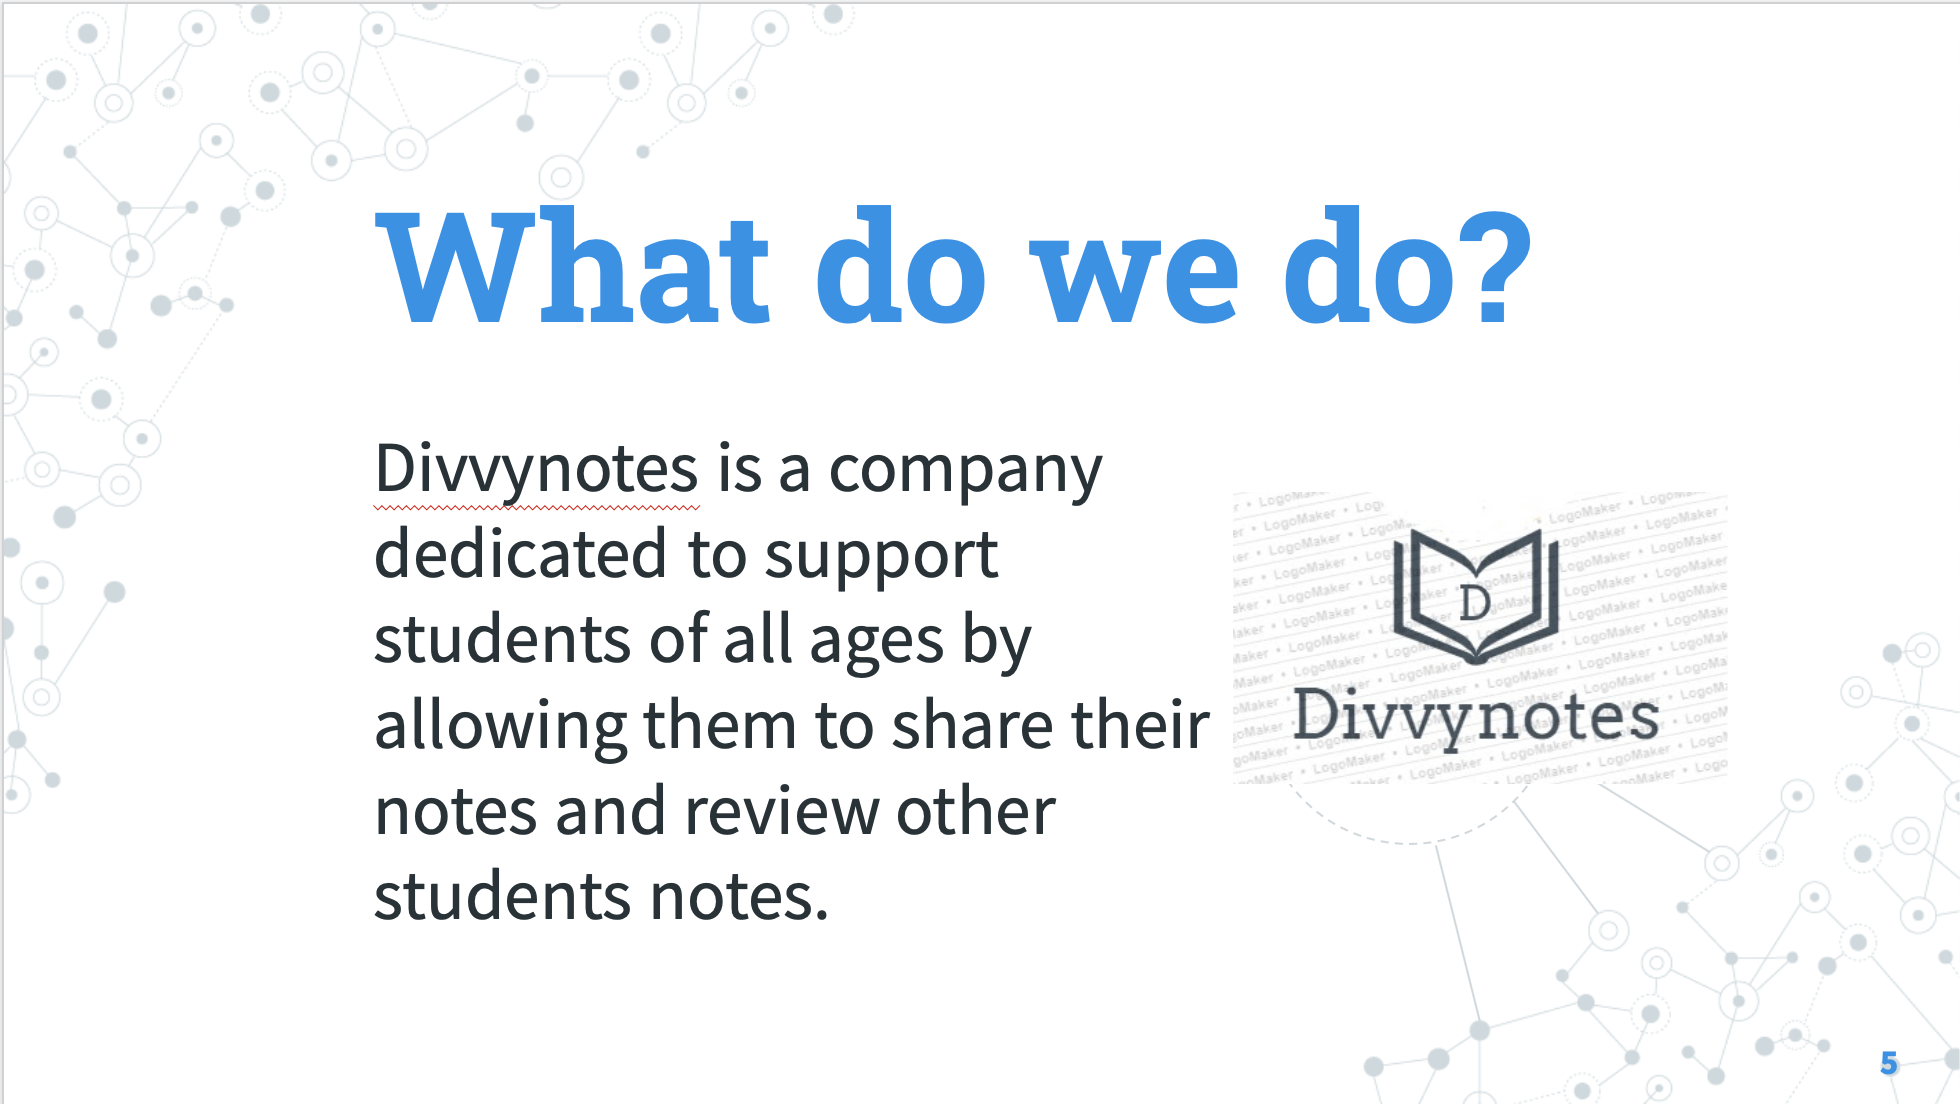 What do we do?
Divvynotes is a company
dedicated to support
students of all ages by
allowing them to share their
notes and review other
students notes.
D
Divvynotes
LogoMaker • LogoMaker • LogoMaker
5